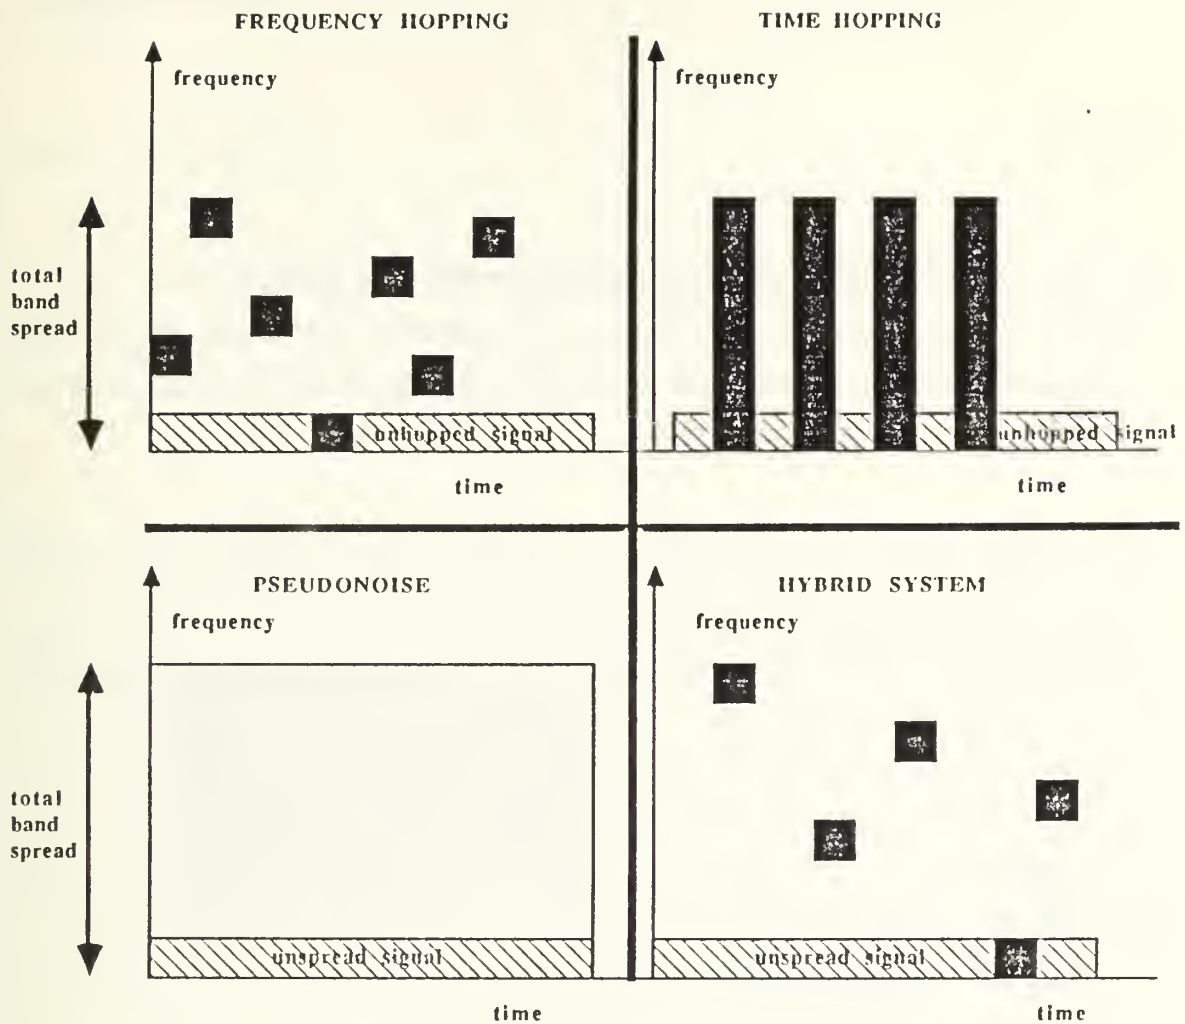 FREQUENCY HOPPING
frequency
total
band
spread
unhopped signal
time
TIME HOPPING
frequency
unhopped signal
time
PSEUDONOISE
frequency
total
band
spread
unspread signal
time
HYBRID SYSTEM
frequency
unspread signal
time